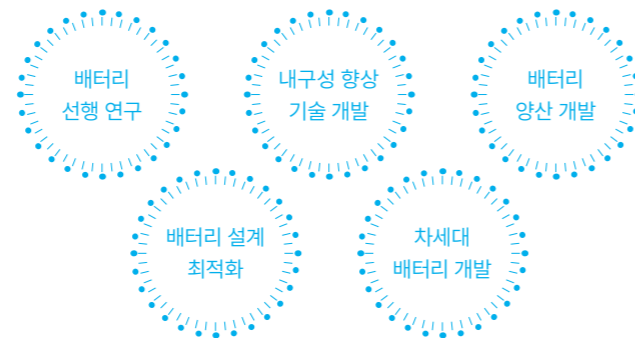 배터리
선행 연구
내구성 향상
기술 개발
배터리
양산 개발
배터리 설계
최적화
차세대
배터리 개발